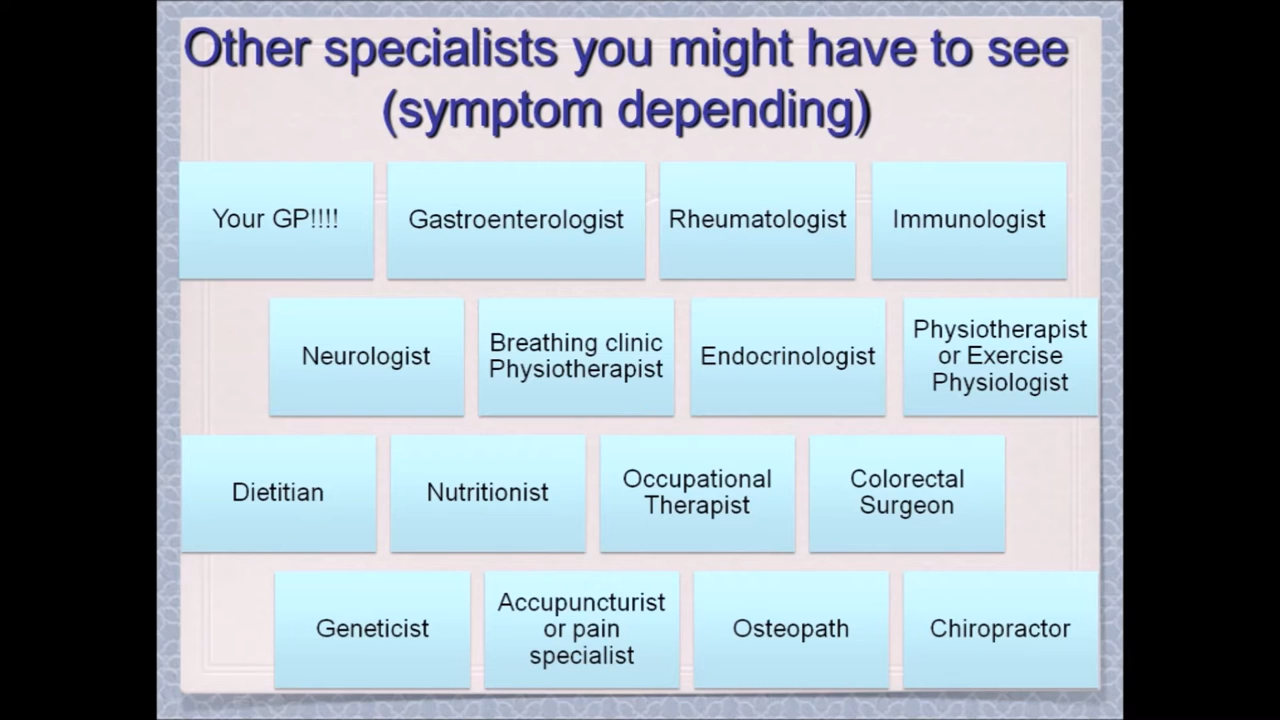 Other specialists you might have to see
(symptom depending)
Your GP!!!!
Gastroenterologist
Rheumatologist
Immunologist
Neurologist
Breathing clinic
Physiotherapist
Endocrinologist
Physiotherapist
or Exercise
Physiologist
Dietitian
Nutritionist
Occupational
Therapist
Colorectal
Surgeon
Geneticist
Accupuncturist
or pain
specialist
Osteopath
Chiropractor